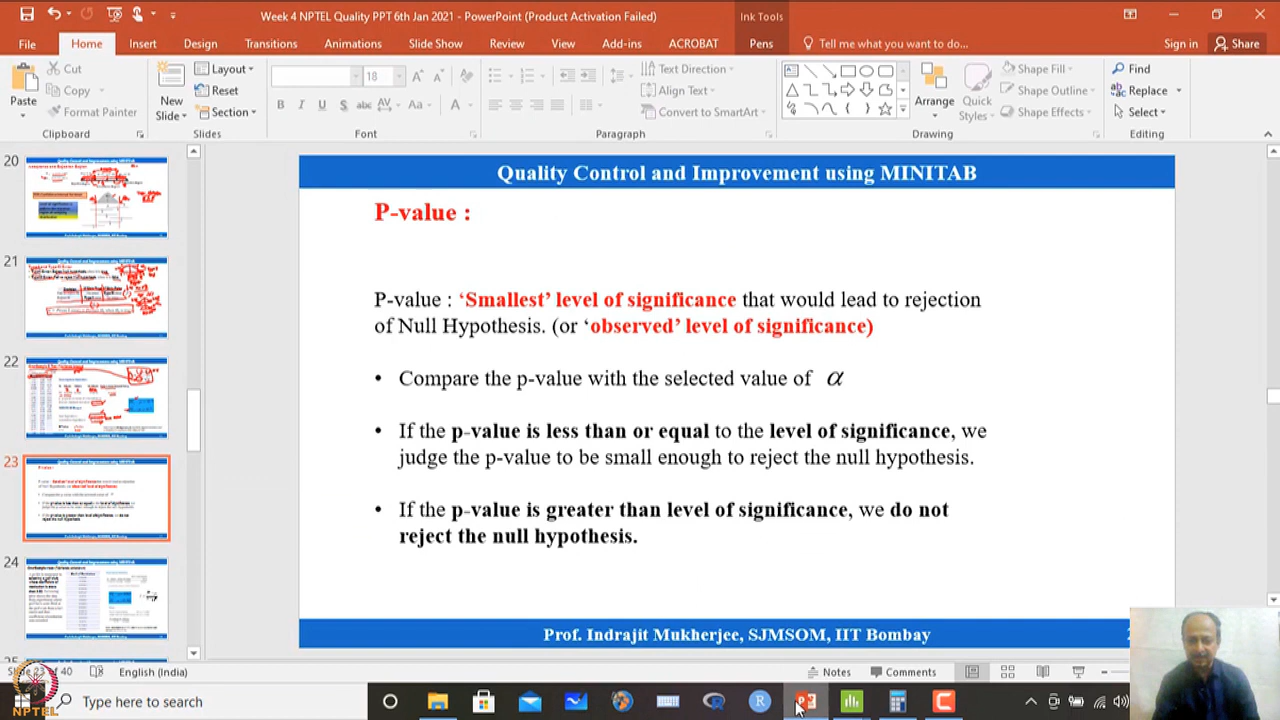 Week 4 NPTEL Quality PPT 6th Jan 2021 - PowerPoint (Product Activation Failed)
Ink Tools
File Home Insert Design Transitions Animations Slide Show Review View Add-ins ACROBAT Pens Tell me what you want to do... Sign in Share
Paste
Cut
Copy
Format Painter
Clipboard
New Slide
Layout
Reset
Section
Slides
18
Font
Text Direction
Align Text
Convert to SmartArt
Paragraph
Arrange
Quick Styles
Shape Fill
Shape Outline
Shape Effects
Drawing
Find
Replace
Select
Editing
20
21
22
23
24
Quality Control and Improvement using MINITAB
P-value :
P-value : ‘Smallest’ level of significance that would lead to rejection
of Null Hypothesis. (or ‘observed’ level of significance)
• Compare the p-value with the selected value of α
• If the p-value is less than or equal to the level of significance, we
judge the p-value to be small enough to reject the null hypothesis.
• If the p-value is greater than level of significance, we do not
reject the null hypothesis.
Prof. Indrajit Mukherjee, SJMSOM, IIT Bombay
of 40 English (India) Notes Comments
NPTEL
Type here to search